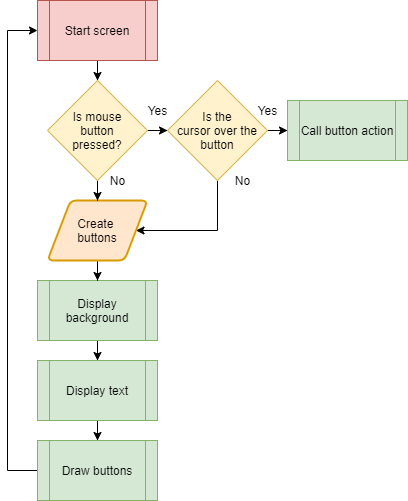 Start screen
Is mouse
button
pressed?
Yes
Is the
cursor over the
button
Yes
Call button action
No
No
Create
buttons
Display
background
Display text
Draw buttons